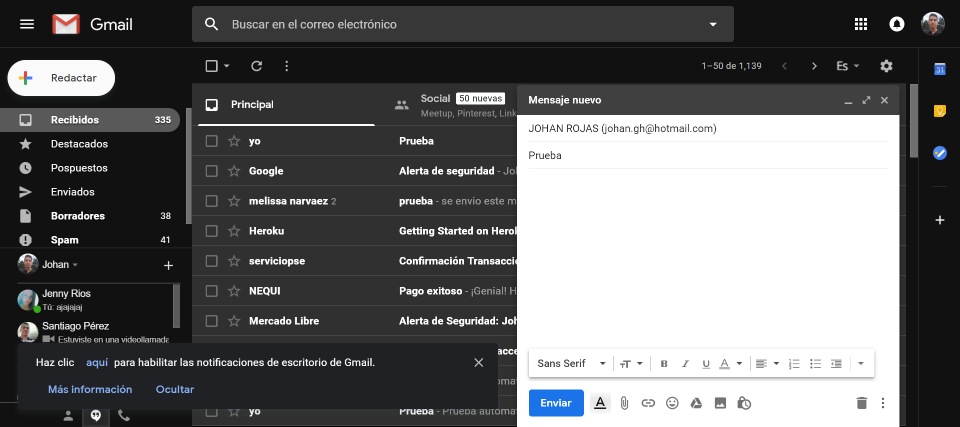 Gmail
Buscar en el correo electrónico
Redactar
1–50 de 1,139
Es
31
Recibidos 335
Destacados
Pospuestos
Enviados
Borradores 38
Spam 41
Johan
Jenny Rios
Tú: ajajajaj
Santiago Pérez
Estuviste en una videollamada
Principal
Social 50 nuevas
Meetup, Pinterest, Link
yo Prueba
Google Alerta de seguridad - Jo
melissa narvaez 2 prueba - se envio este m
Heroku Getting Started on Herok
serviciopse Confirmación Transacci
NEQUI Pago exitoso - ¡Genial! H
Mercado Libre Alerta de Seguridad: Joh
acce
automa
yo Prueba - Prueba automa
Haz clic aquí para habilitar las notificaciones de escritorio de Gmail.
Más información Ocultar
Mensaje nuevo
JOHAN ROJAS (johan.gh@hotmail.com)
Prueba
Sans Serif
Enviar